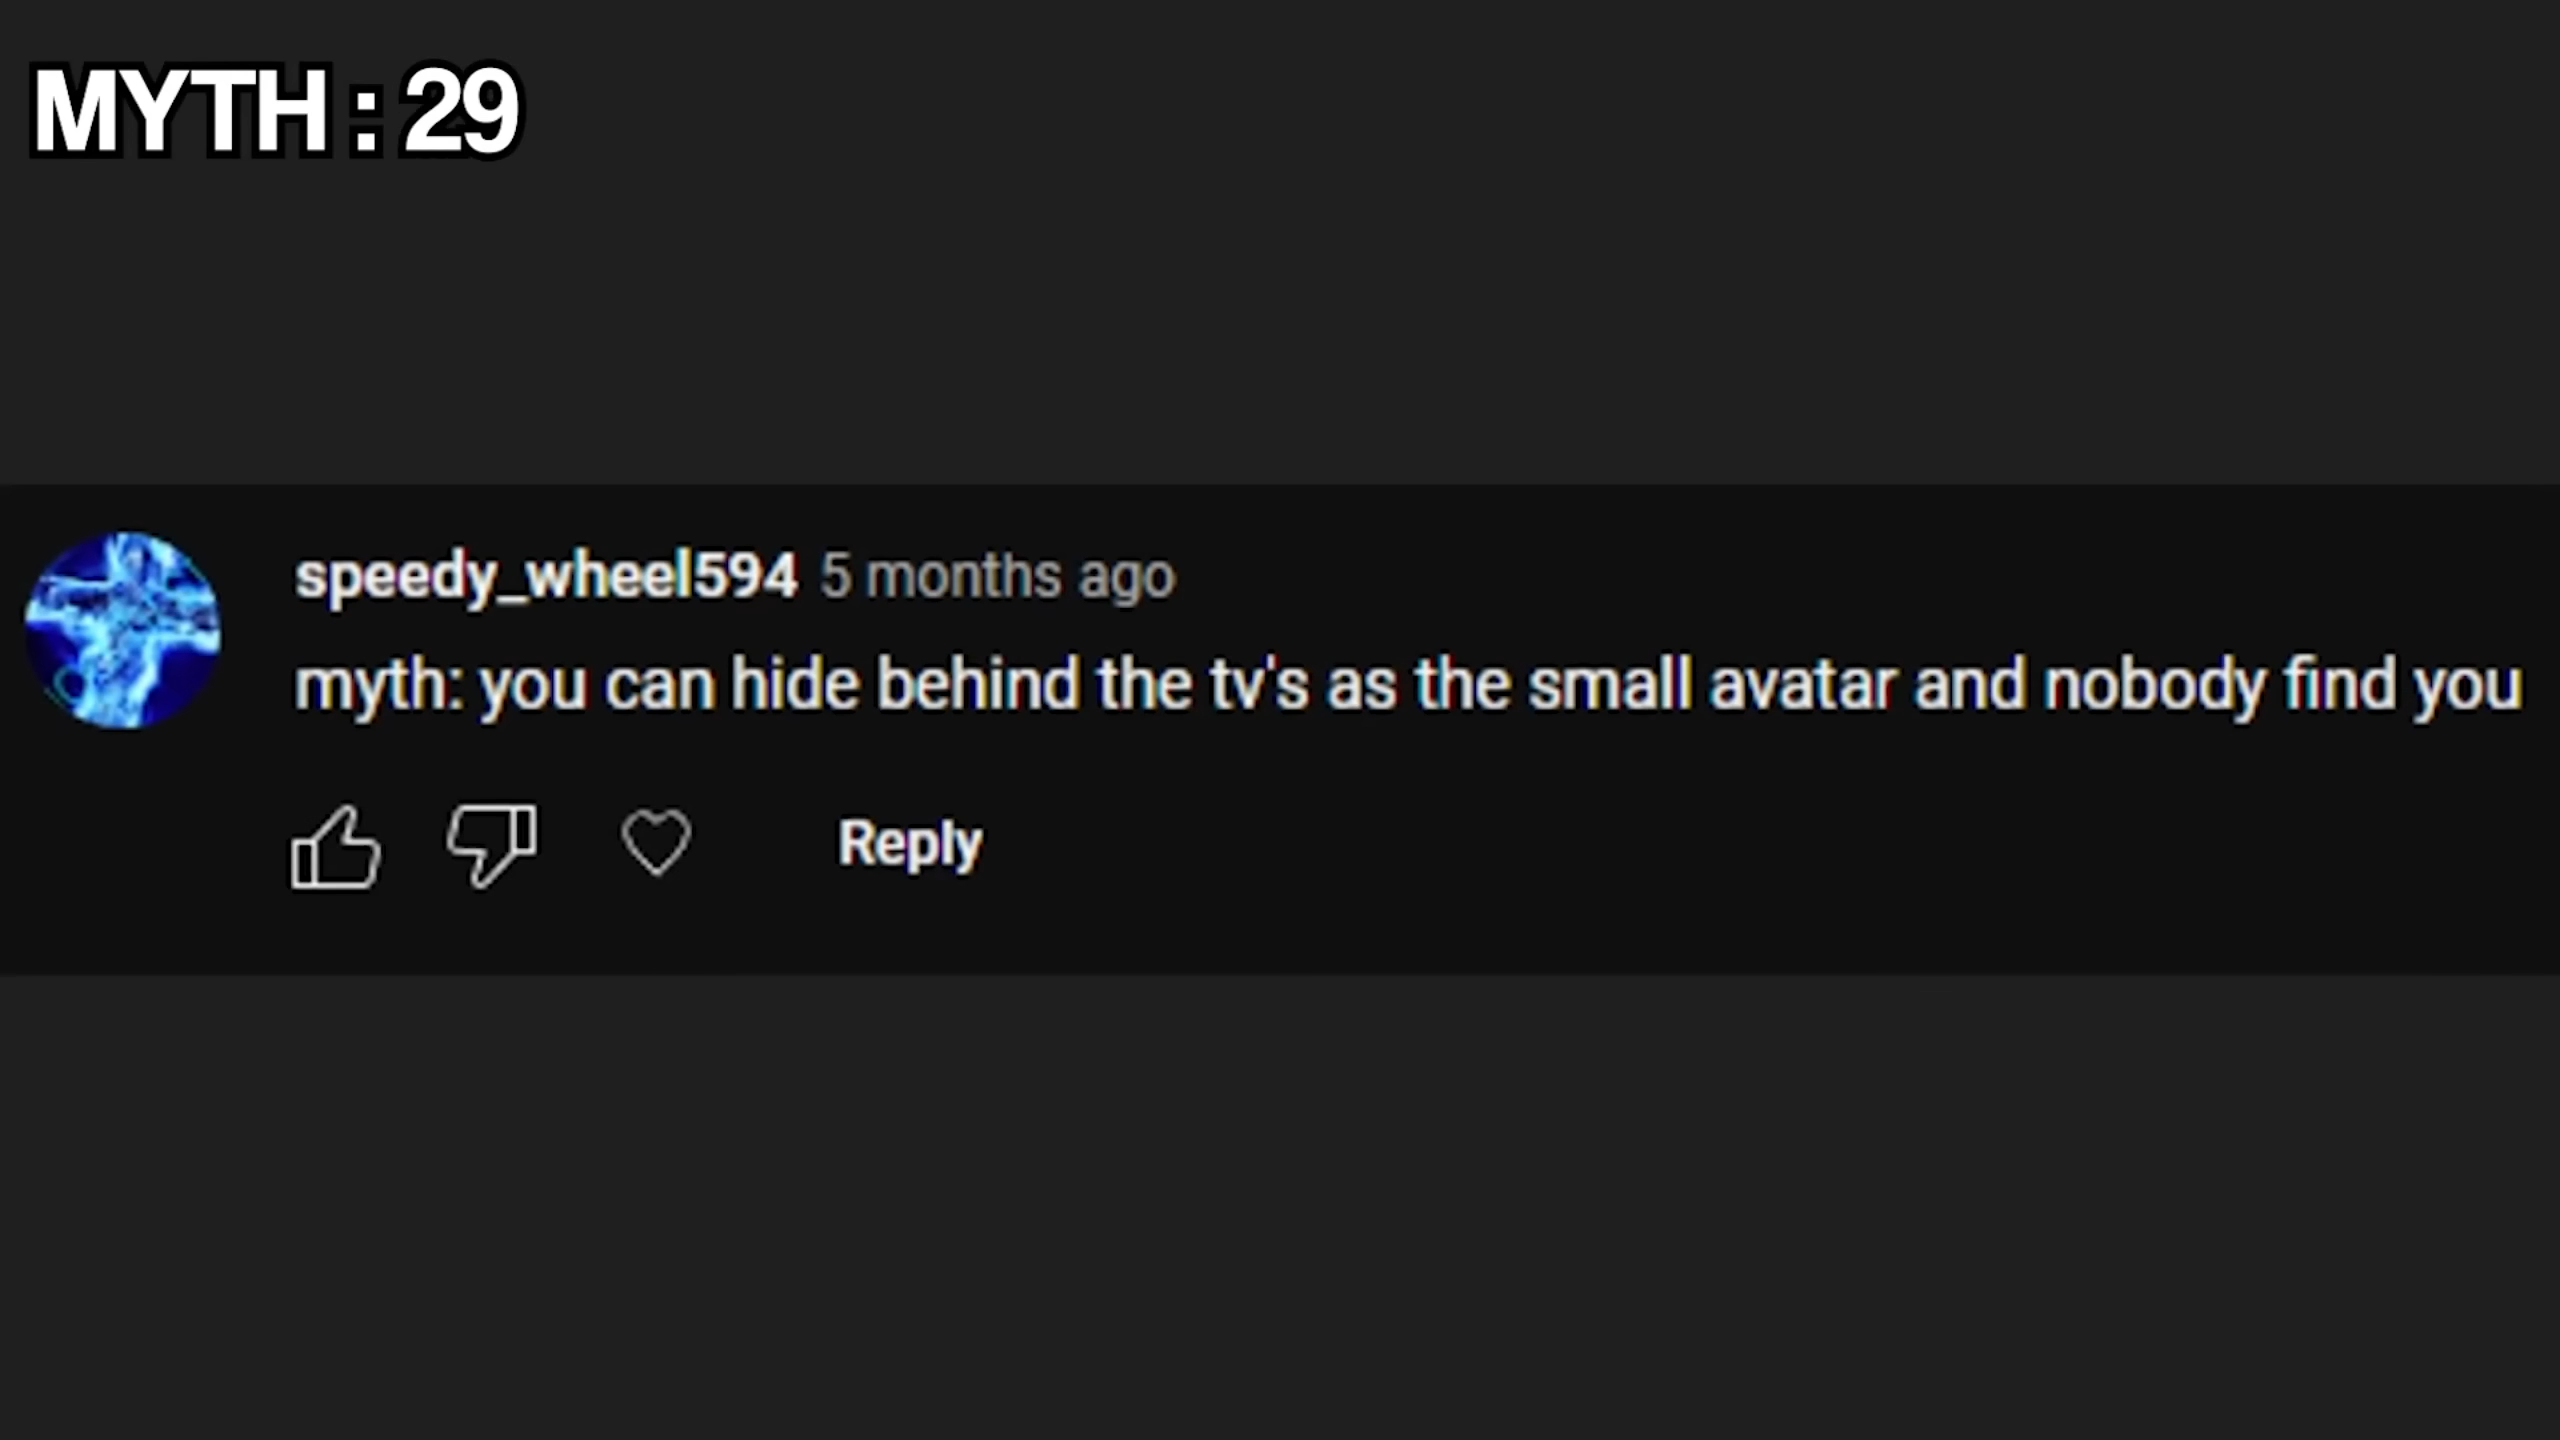 MYTH : 29
speedy_wheel594 5 months ago
myth: you can hide behind the tv's as the small avatar and nobody find you
Reply